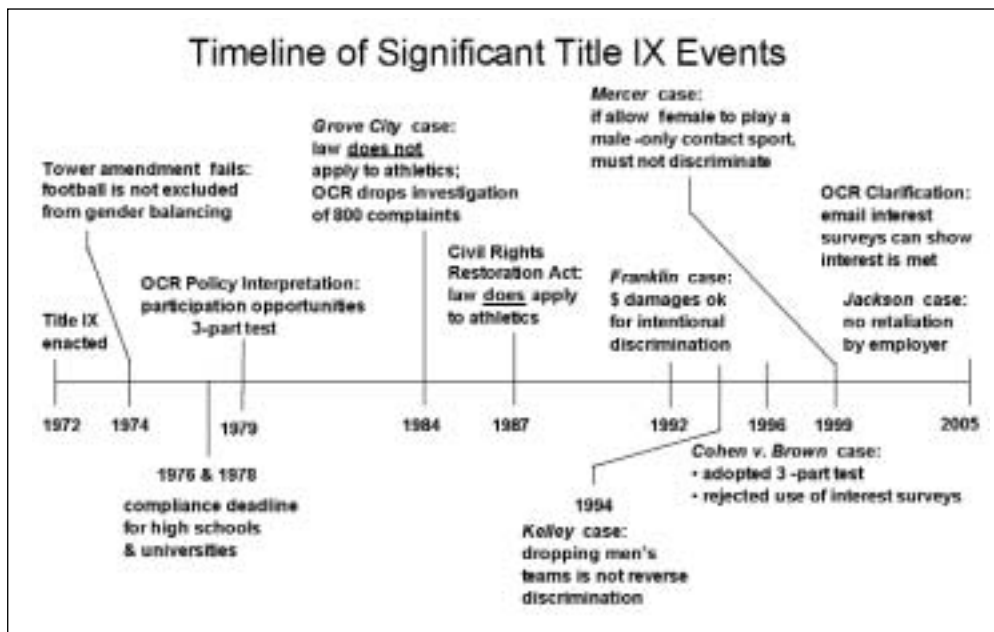 Timeline of Significant Title IX Events
Tower amendment fails:
football is not excluded
from gender balancing
Grove City case:
law does not
apply to athletics;
OCR drops investigation
of 800 complaints
Mercer case:
if allow female to play a
male -only contact sport,
must not discriminate
OCR Clarification:
email interest
surveys can show
interest is met
Title IX
enacted
OCR Policy Interpretation:
participation opportunities
3-part test
Civil Rights
Restoration Act:
law does apply
to athletics
Franklin case:
$ damages ok
for intentional
discrimination
Jackson case:
no retaliation
by employer
1972
1974
1979
1984
1987
1992
1996
1999
2005
1976 & 1978
compliance deadline
for high schools
& universities
1994
Kelley case:
dropping men's
teams is not reverse
discrimination
Cohen v. Brown case:
• adopted 3 -part test
• rejected use of interest surveys